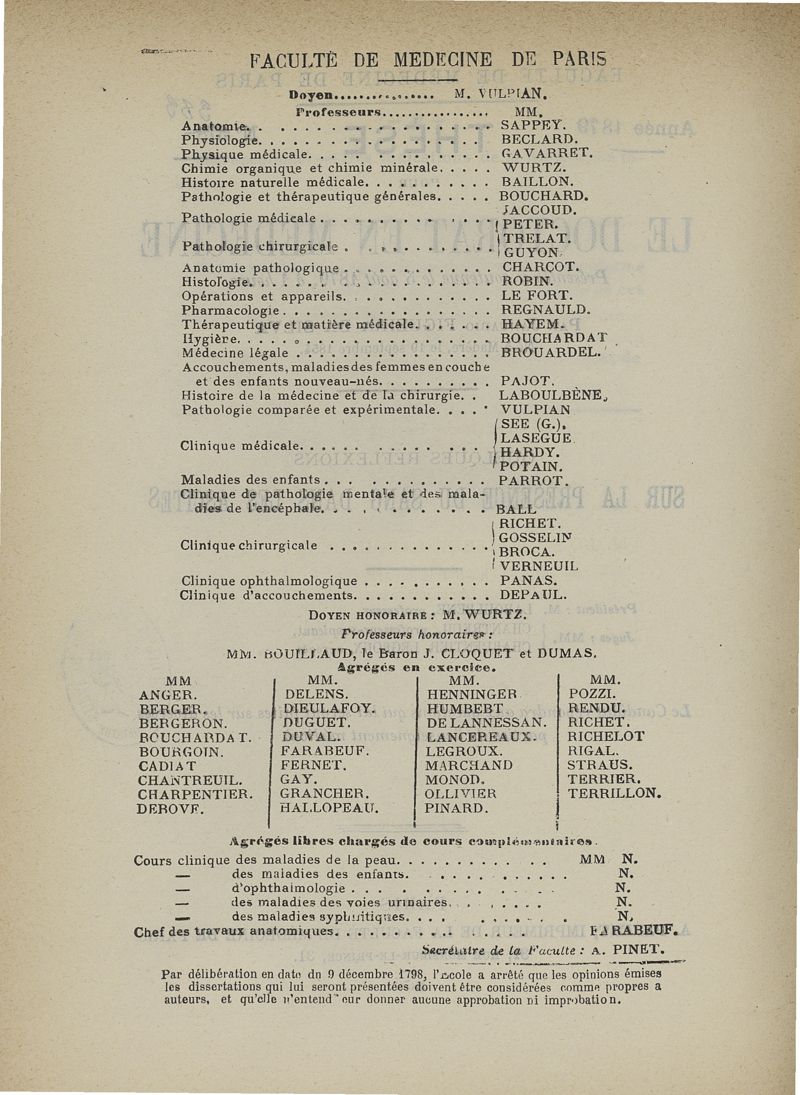 FACULTÉ DE MEDECINE DE PARIS
Doyen................ M. VULPIAN.
Professeurs................ MM.
Anatomie. . . . . . . . . . . . . . . . . . . SAPPEY.
Physiologie. . . . . . . . . . . . . . . . . . BECLARD.
Physique médicale. . . . . . . . . . . . . . GAVARRET.
Chimie organique et chimie minérale. . . . . WURTZ.
Histoire naturelle médicale. . . . . . . . . . BAILLON.
Pathologie et thérapeutique générales. . . . . BOUCHARD.
Pathologie médicale . . . . . . . . . . . . . . JACCOUD.
PETER.
Pathologie chirurgicale . . . . . . . . . . . . TRELAT.
GUYON.
Anatomie pathologique . . . . . . . . . . . . CHARCOT.
Histologie. . . . . . . . . . . . . . . . . . . ROBIN.
Opérations et appareils. . . . . . . . . . . . LE FORT.
Pharmacologie . . . . . . . . . . . . . . . . REGNAULD.
Thérapeutique et matière médicale. . . . . . HAYEM.
Hygière. . . . . . . . . . . . . . . . . . . . BOUCHARDAT
Médecine légale . . . . . . . . . . . . . . . BROUARDEL.
Accouchements, maladies des femmes en couche
et des enfants nouveau-nés. . . . . . . . . . PAJOT.
Histoire de la médecine et de la chirurgie. . LABOULBÈNE.
Pathologie comparée et expérimentale. . . . . VULPIAN
Clinique médicale. . . . . . . . . . . . . . . SEE (G.).
LASEGUE
HARDY.
POTAIN.
Maladies des enfants . . . . . . . . . . . . . PARROT.
Clinique de pathologie mentale et des mala-
dies de l'encéphale. . . . . . . . . . . . . BALL
Clinique chirurgicale . . . . . . . . . . . . . RICHET.
GOSSELIN
BROCA.
VERNEUIL
Clinique ophthalmologique . . . . . . . . . . . PANAS.
Clinique d'accouchements. . . . . . . . . . . . DEPAUL.
DOYEN HONORAIRE : M. WURTZ.
Professeurs honoraires :
MM. BOUILLAUD, le Baron J. CLOQUET et DUMAS.
Agrégés en exercice.
MM MM. MM. MM.
ANGER. DELENS. HENNINGER POZZI.
BERGER. DIEULAFOY. HUMBEBT RENDU.
BERGERON. DUGUET. DE LANNESSAN. RICHET.
BOUCHARDAT. DUVAL. LANCEREAUX. RICHELOT
BOURGOIN. FARABEUF. LEGROUX. RIGAL.
CADIAT FERNET. MARCHAND STRAUS.
CHANTREUIL. GAY. MONOD. TERRIER.
CHARPENTIER. GRANCHER. OLLIVIER TERRILLON.
DEBOVE. HALLOPEAU. PINARD.
Agrégés libres chargés de cours complémentaires.
Cours clinique des maladies de la peau. . . . . . . . . . . . MM N.
— des maladies des enfants. . . . . . . . . . . . N.
— d'ophthalmologie . . . . . . . . . . . . N.
— des maladies des voies urinaires. . . . . . . N.
— des maladies syphilitiques. . . . . . . . . . N.
Chef des travaux anatomiques. . . . . . . . . . . . . . . . FARABEUF.
Secrétaire de la Faculté : A. PINET.
Par délibération en date dn 9 décembre 1798, l'École a arrêté que les opinions émises
les dissertations qui lui seront présentées doivent être considérées comme propres a
auteurs, et qu'elle n'entend eur donner aucune approbation ni improbation.